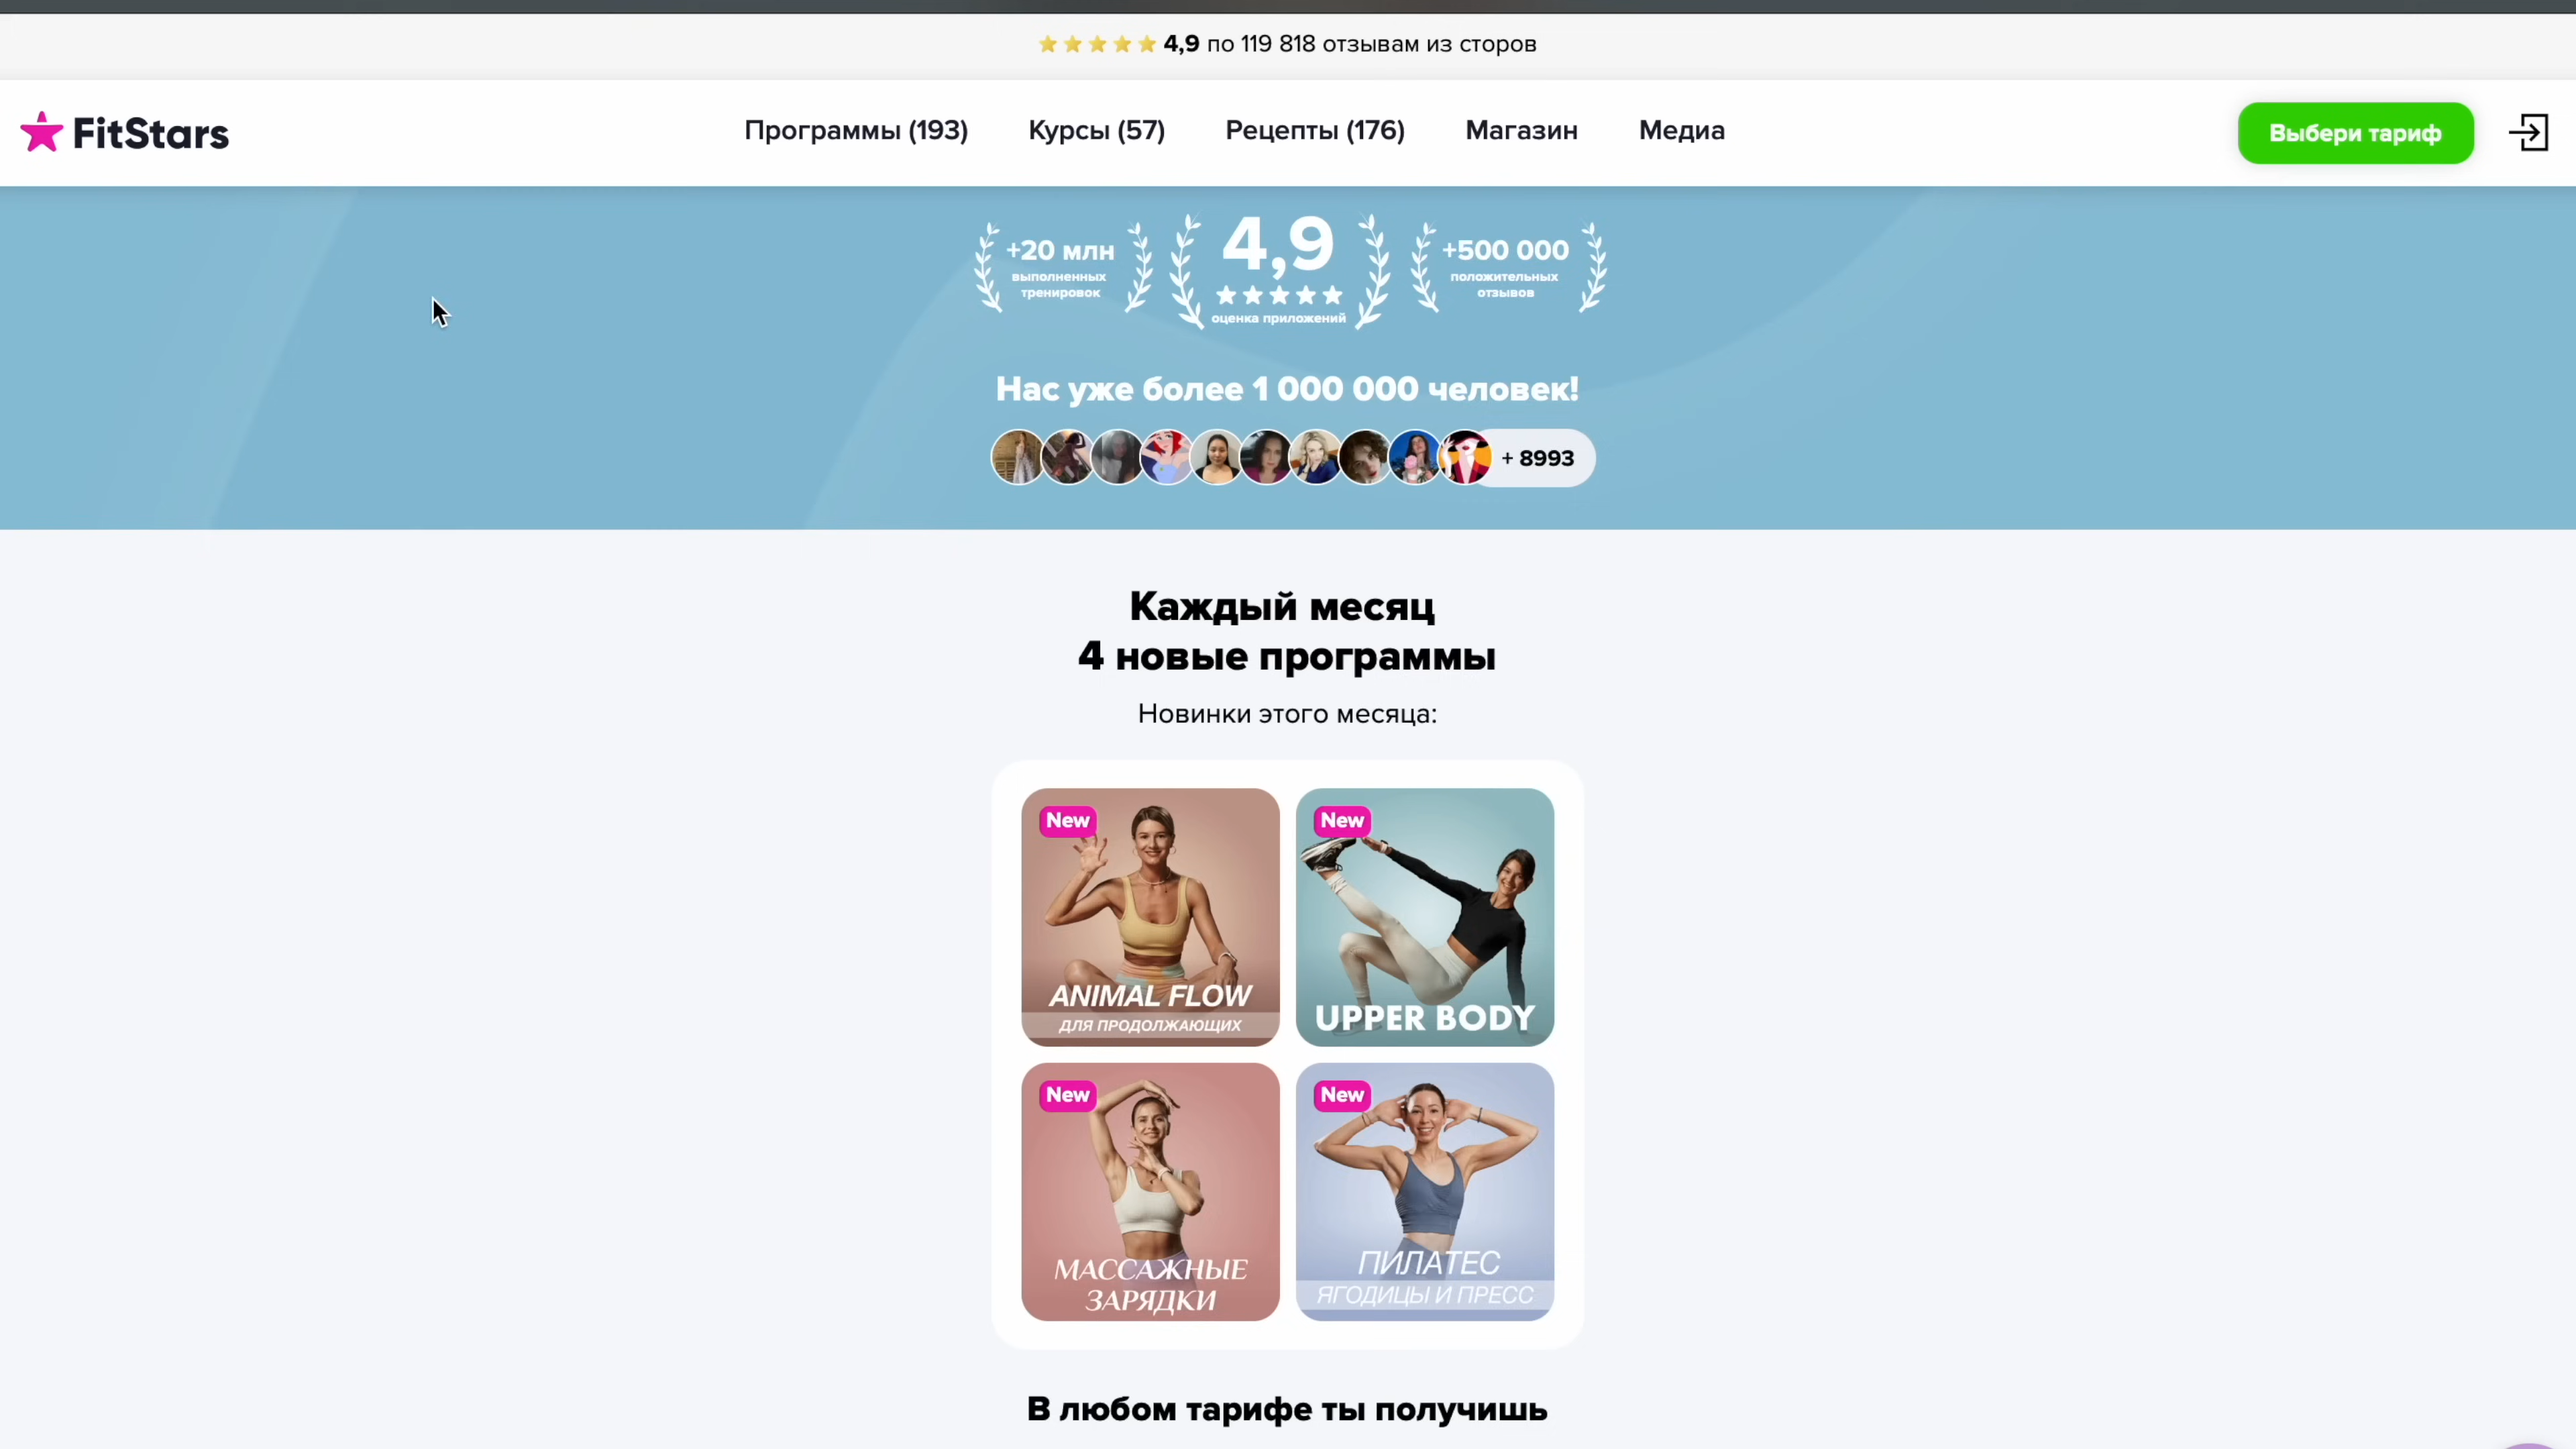 4,9 по 119 818 отзывам из сторов
FitStars
Программы (193)
Курсы (57)
Рецепты (176)
Магазин
Медиа
Выбери тариф
+20 млн
выполненных
тренировок
4,9
оценка приложений
+500 000
положительных
отзывов
Нас уже более 1 000 000 человек!
+ 8993
Каждый месяц
4 новые программы
Новинки этого месяца:
New
ANIMAL FLOW
ДЛЯ ПРОДОЛЖАЮЩИХ
New
UPPER BODY
New
МАССАЖНЫЕ
ЗАРЯДКИ
New
ПИЛАТЕС
ЯГОДИЦЫ И ПРЕСС
В любом тарифе ты получишь